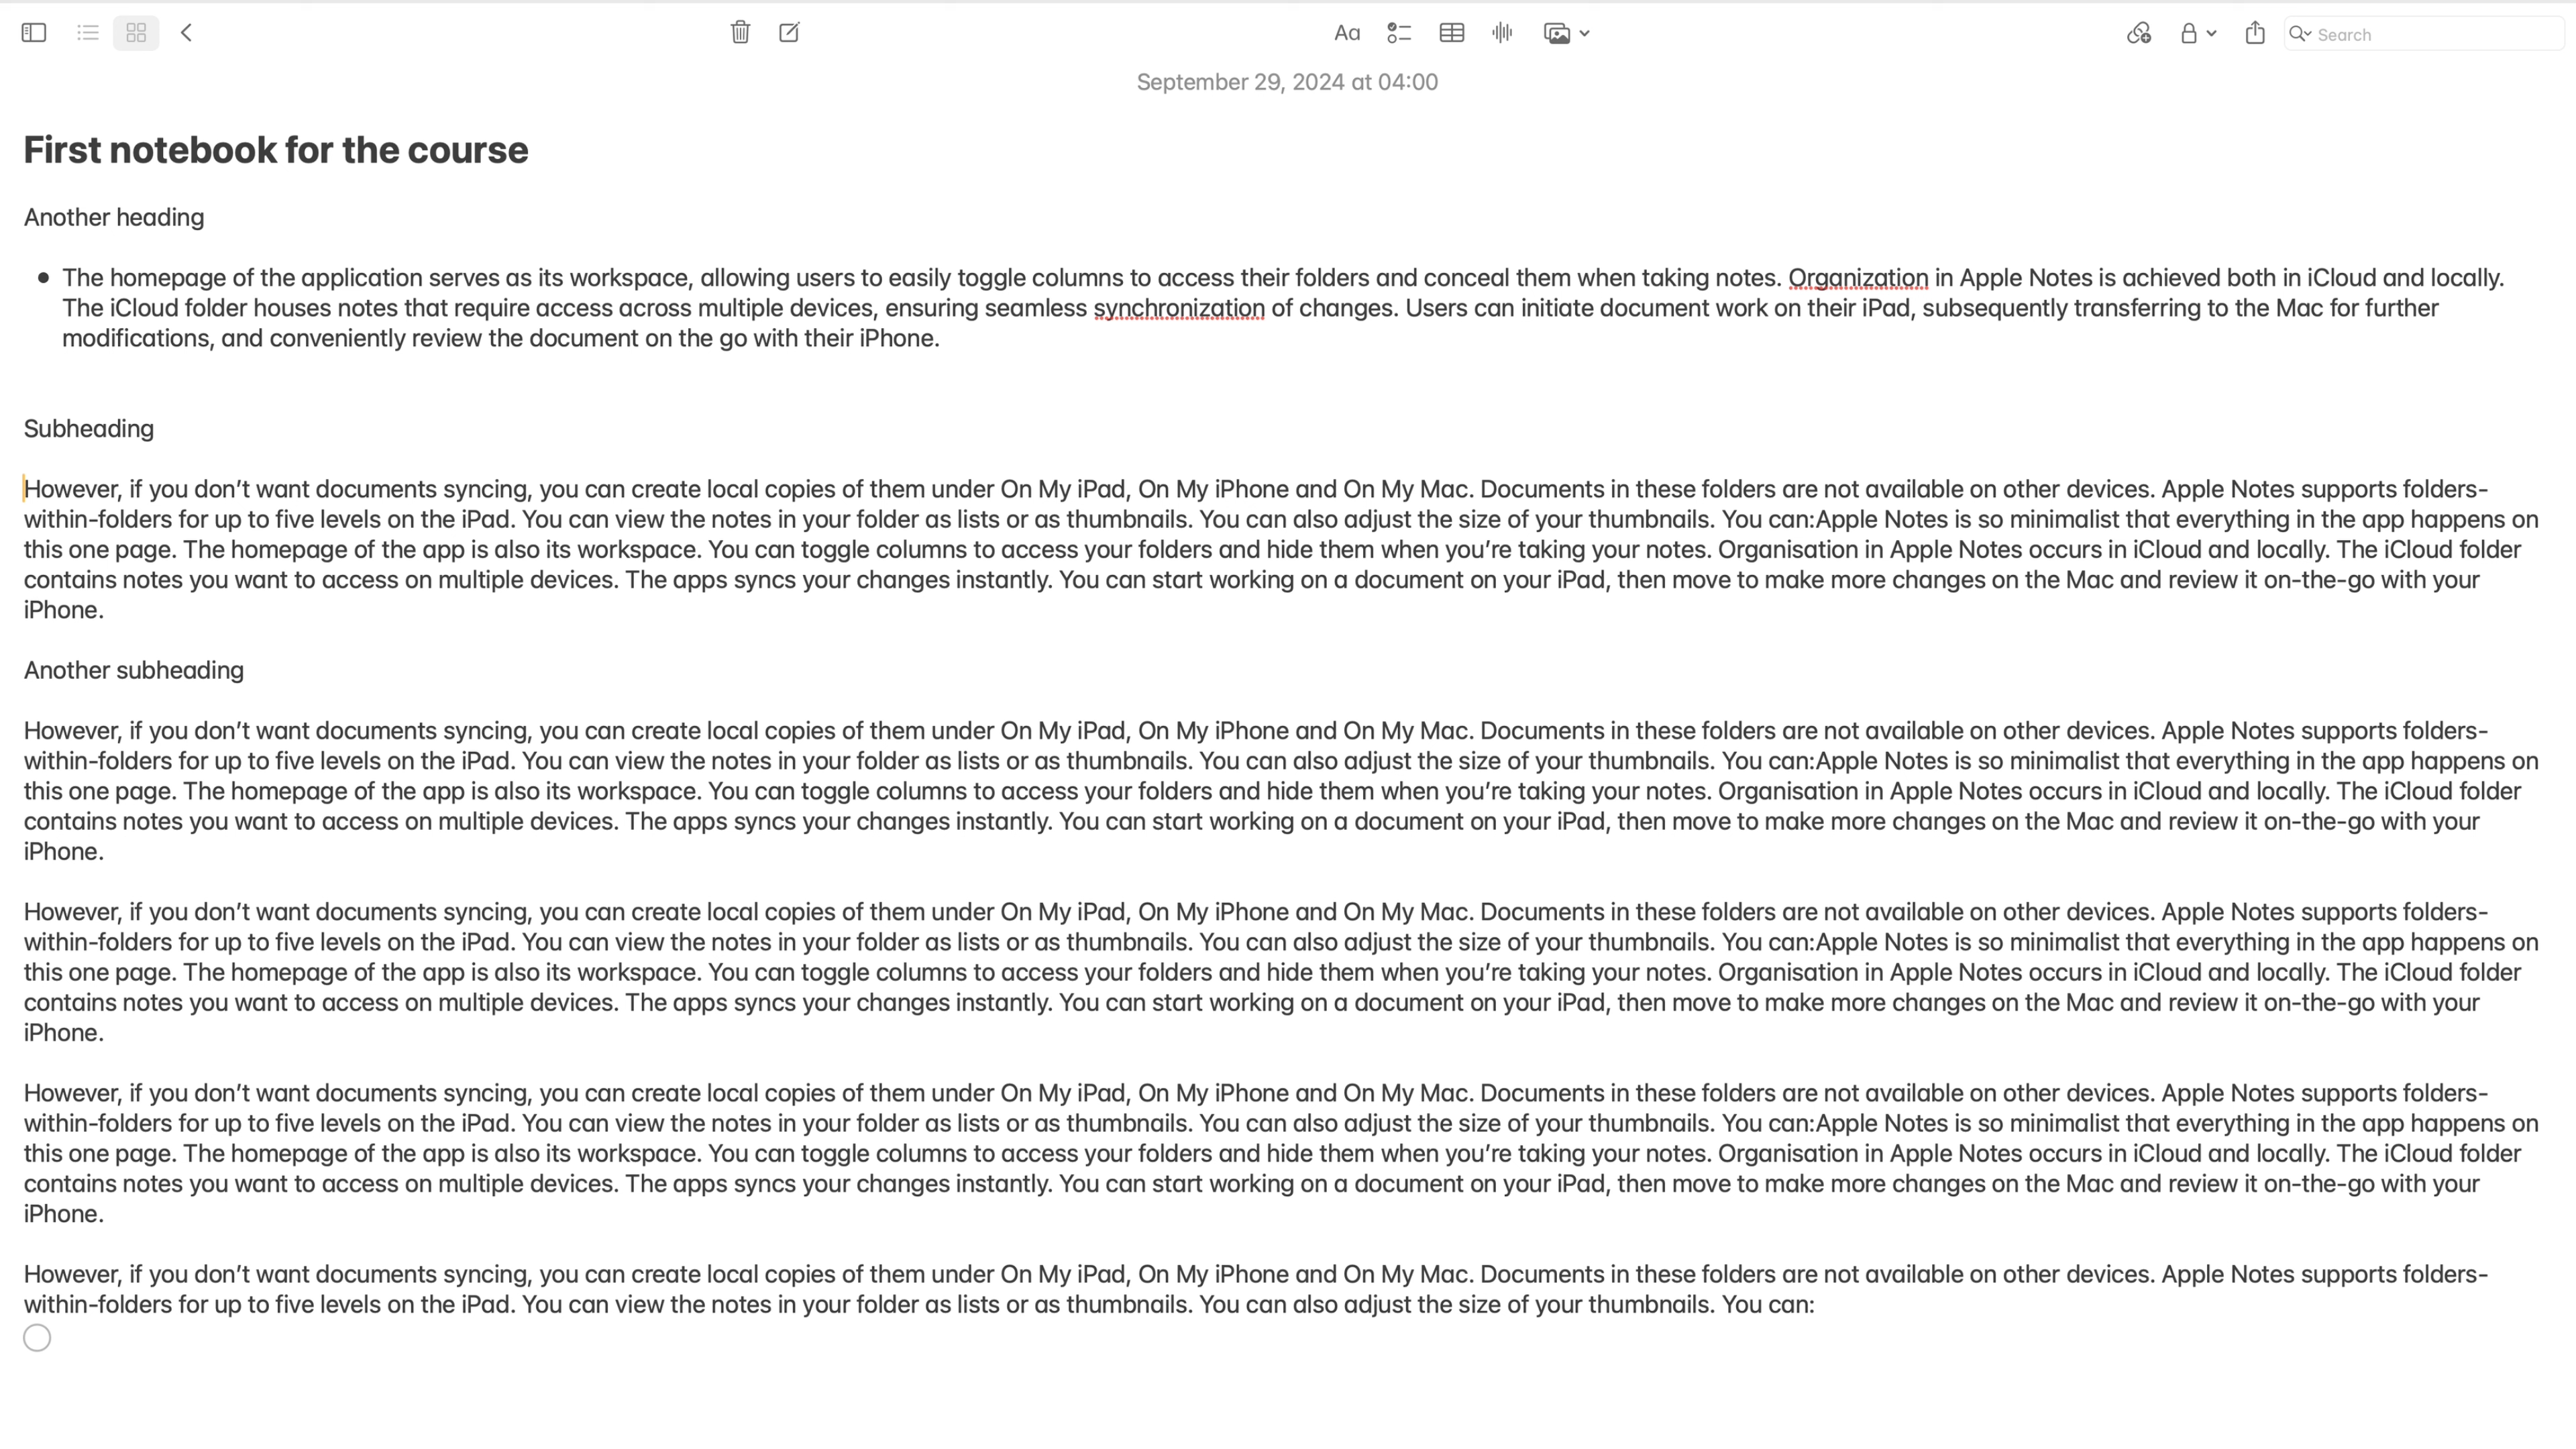 Aa
Search
September 29, 2024 at 04:00
First notebook for the course
Another heading
The homepage of the application serves as its workspace, allowing users to easily toggle columns to access their folders and conceal them when taking notes. Organization in Apple Notes is achieved both in iCloud and locally.
The iCloud folder houses notes that require access across multiple devices, ensuring seamless synchronization of changes. Users can initiate document work on their iPad, subsequently transferring to the Mac for further
modifications, and conveniently review the document on the go with their iPhone.
Subheading
However, if you don’t want documents syncing, you can create local copies of them under On My iPad, On My iPhone and On My Mac. Documents in these folders are not available on other devices. Apple Notes supports folders-
within-folders for up to five levels on the iPad. You can view the notes in your folder as lists or as thumbnails. You can also adjust the size of your thumbnails. You can:Apple Notes is so minimalist that everything in the app happens on
this one page. The homepage of the app is also its workspace. You can toggle columns to access your folders and hide them when you’re taking your notes. Organisation in Apple Notes occurs in iCloud and locally. The iCloud folder
contains notes you want to access on multiple devices. The apps syncs your changes instantly. You can start working on a document on your iPad, then move to make more changes on the Mac and review it on-the-go with your
iPhone.
Another subheading
However, if you don’t want documents syncing, you can create local copies of them under On My iPad, On My iPhone and On My Mac. Documents in these folders are not available on other devices. Apple Notes supports folders-
within-folders for up to five levels on the iPad. You can view the notes in your folder as lists or as thumbnails. You can also adjust the size of your thumbnails. You can:Apple Notes is so minimalist that everything in the app happens on
this one page. The homepage of the app is also its workspace. You can toggle columns to access your folders and hide them when you’re taking your notes. Organisation in Apple Notes occurs in iCloud and locally. The iCloud folder
contains notes you want to access on multiple devices. The apps syncs your changes instantly. You can start working on a document on your iPad, then move to make more changes on the Mac and review it on-the-go with your
iPhone.
However, if you don’t want documents syncing, you can create local copies of them under On My iPad, On My iPhone and On My Mac. Documents in these folders are not available on other devices. Apple Notes supports folders-
within-folders for up to five levels on the iPad. You can view the notes in your folder as lists or as thumbnails. You can also adjust the size of your thumbnails. You can:Apple Notes is so minimalist that everything in the app happens on
this one page. The homepage of the app is also its workspace. You can toggle columns to access your folders and hide them when you’re taking your notes. Organisation in Apple Notes occurs in iCloud and locally. The iCloud folder
contains notes you want to access on multiple devices. The apps syncs your changes instantly. You can start working on a document on your iPad, then move to make more changes on the Mac and review it on-the-go with your
iPhone.
However, if you don’t want documents syncing, you can create local copies of them under On My iPad, On My iPhone and On My Mac. Documents in these folders are not available on other devices. Apple Notes supports folders-
within-folders for up to five levels on the iPad. You can view the notes in your folder as lists or as thumbnails. You can also adjust the size of your thumbnails. You can:Apple Notes is so minimalist that everything in the app happens on
this one page. The homepage of the app is also its workspace. You can toggle columns to access your folders and hide them when you’re taking your notes. Organisation in Apple Notes occurs in iCloud and locally. The iCloud folder
contains notes you want to access on multiple devices. The apps syncs your changes instantly. You can start working on a document on your iPad, then move to make more changes on the Mac and review it on-the-go with your
iPhone.
However, if you don’t want documents syncing, you can create local copies of them under On My iPad, On My iPhone and On My Mac. Documents in these folders are not available on other devices. Apple Notes supports folders-
within-folders for up to five levels on the iPad. You can view the notes in your folder as lists or as thumbnails. You can also adjust the size of your thumbnails. You can: